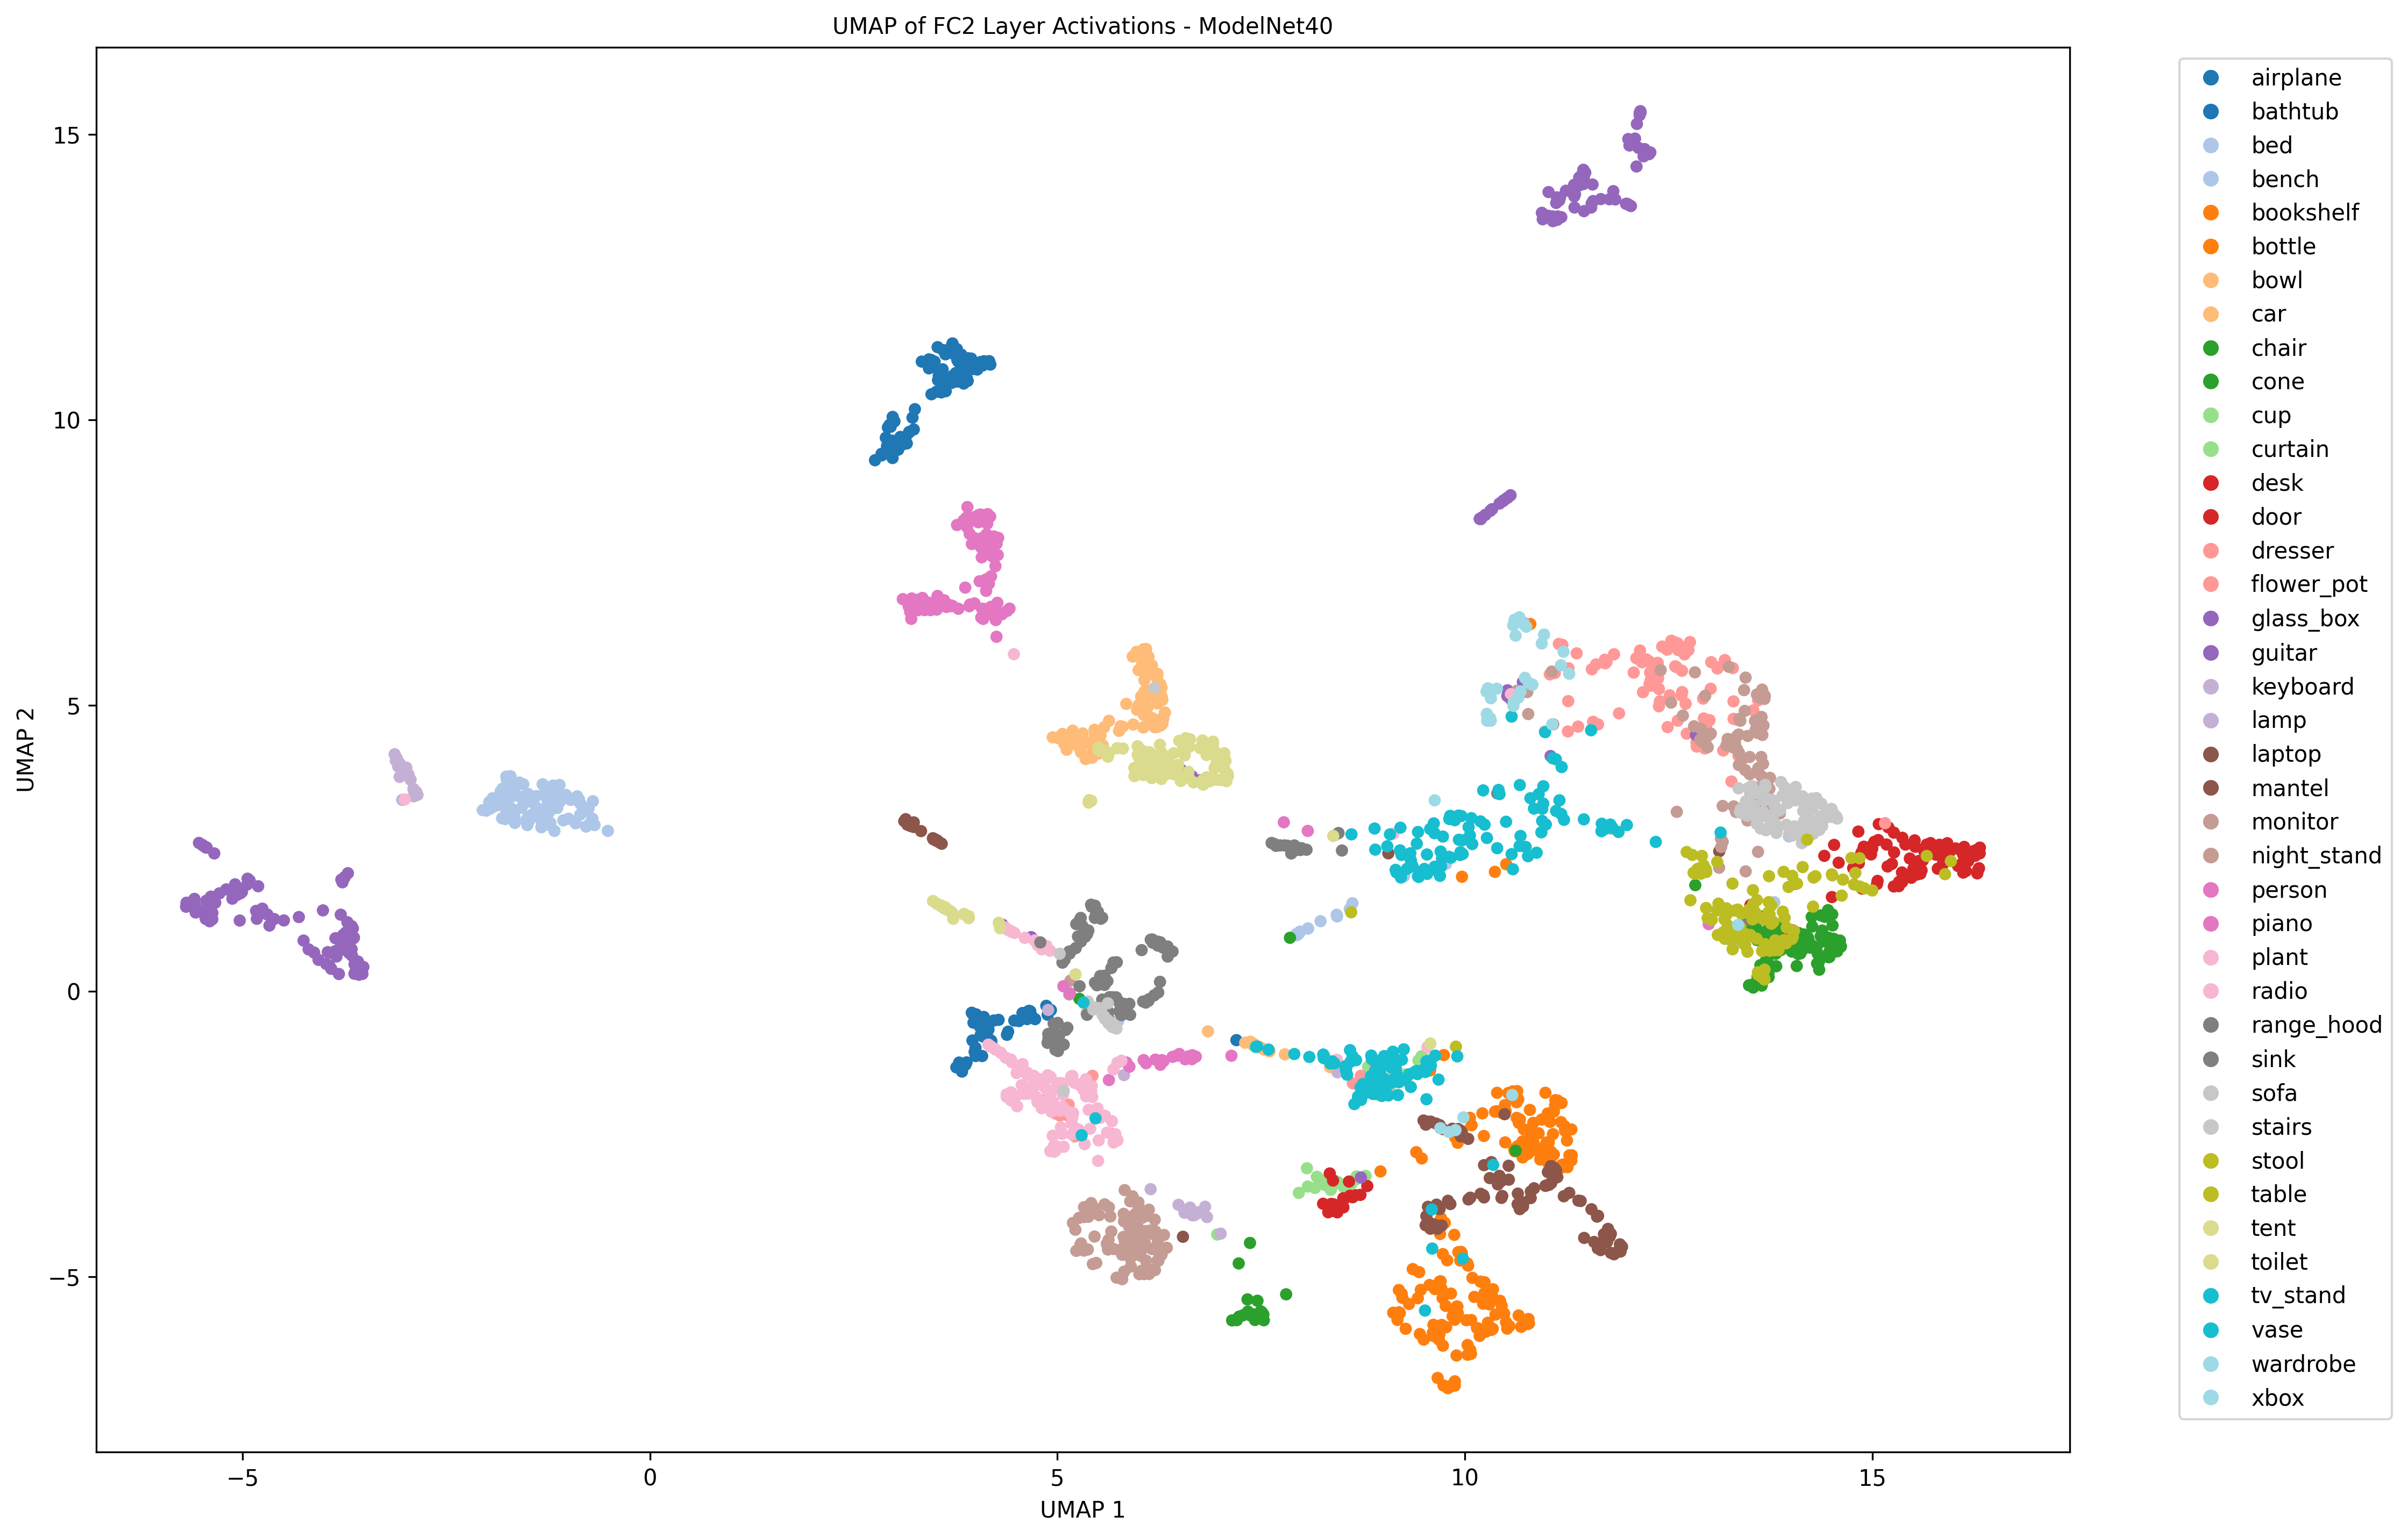 UMAP of FC2 Layer Activations - ModelNet40
15
10
5
0
−5
UMAP 2
−5
0
5
10
15
UMAP 1
airplane
bathtub
bed
bench
bookshelf
bottle
bowl
car
chair
cone
cup
curtain
desk
door
dresser
flower_pot
glass_box
guitar
keyboard
lamp
laptop
mantel
monitor
night_stand
person
piano
plant
radio
range_hood
sink
sofa
stairs
stool
table
tent
toilet
tv_stand
vase
wardrobe
xbox